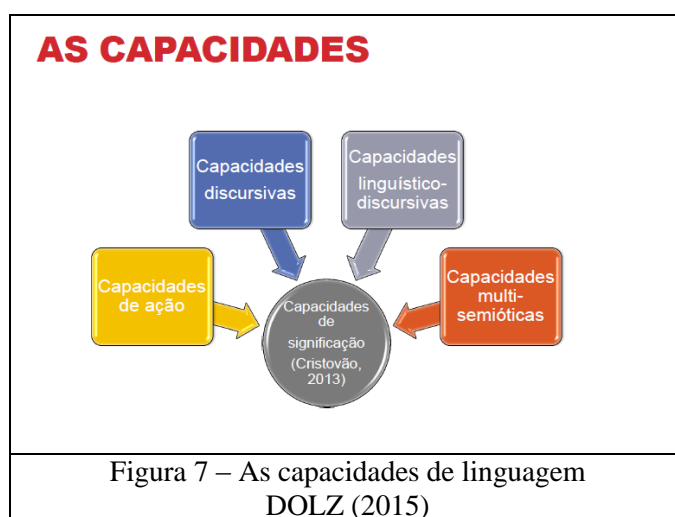 AS CAPACIDADES
Capacidades
discursivas
Capacidades
linguístico-
discursivas
Capacidades
de ação
Capacidades
multi-
semióticas
Capacidades
de
significação
(Cristovão,
2013)
Figura 7 – As capacidades de linguagem
DOLZ (2015)